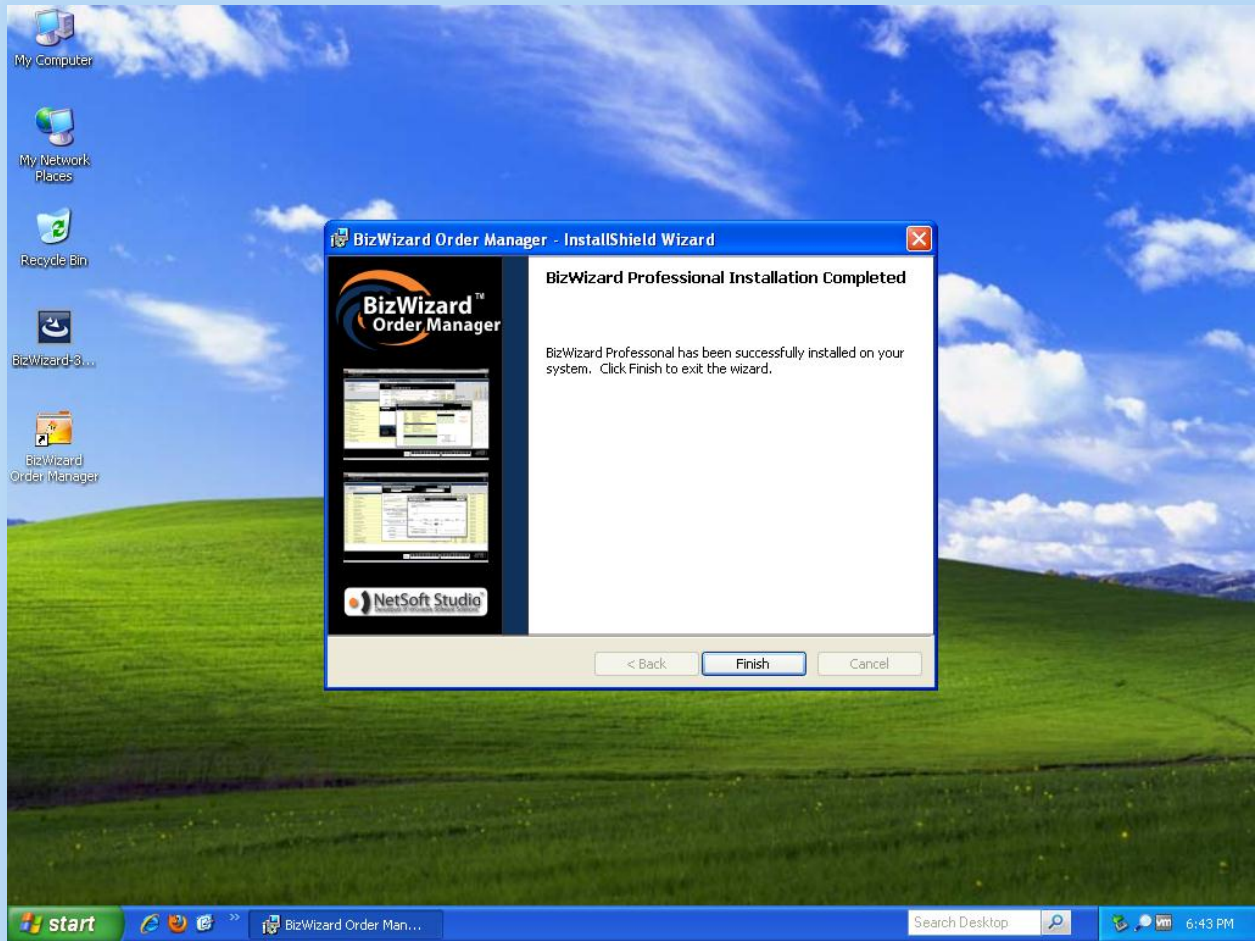 My Computer
My Network
Places
Recycle Bin
BizWizard-3...
BizWizard
Order Manager
BizWizard Order Manager - InstallShield Wizard
BizWizard™
Order Manager
NetSoft Studio
BizWizard Professional Installation Completed
BizWizard Professonal has been successfully installed on your
system. Click Finish to exit the wizard.
< Back
Finish
Cancel
start
»
BizWizard Order Man...
Search Desktop
vm
6:43 PM